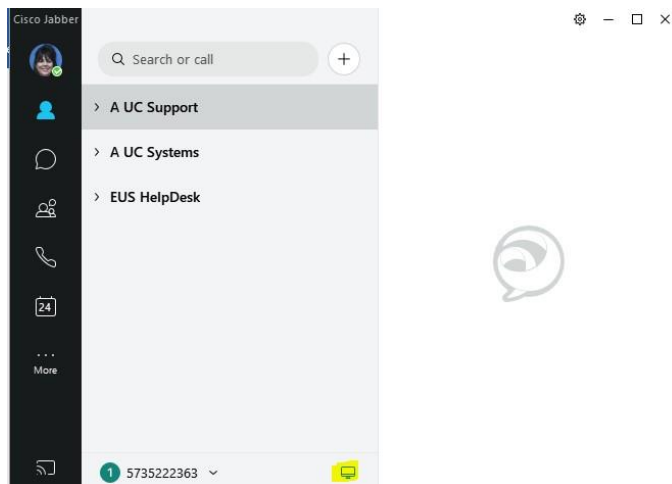 Cisco Jabber
Search or call
A UC Support
A UC Systems
EUS HelpDesk
24
More
1 5735222363